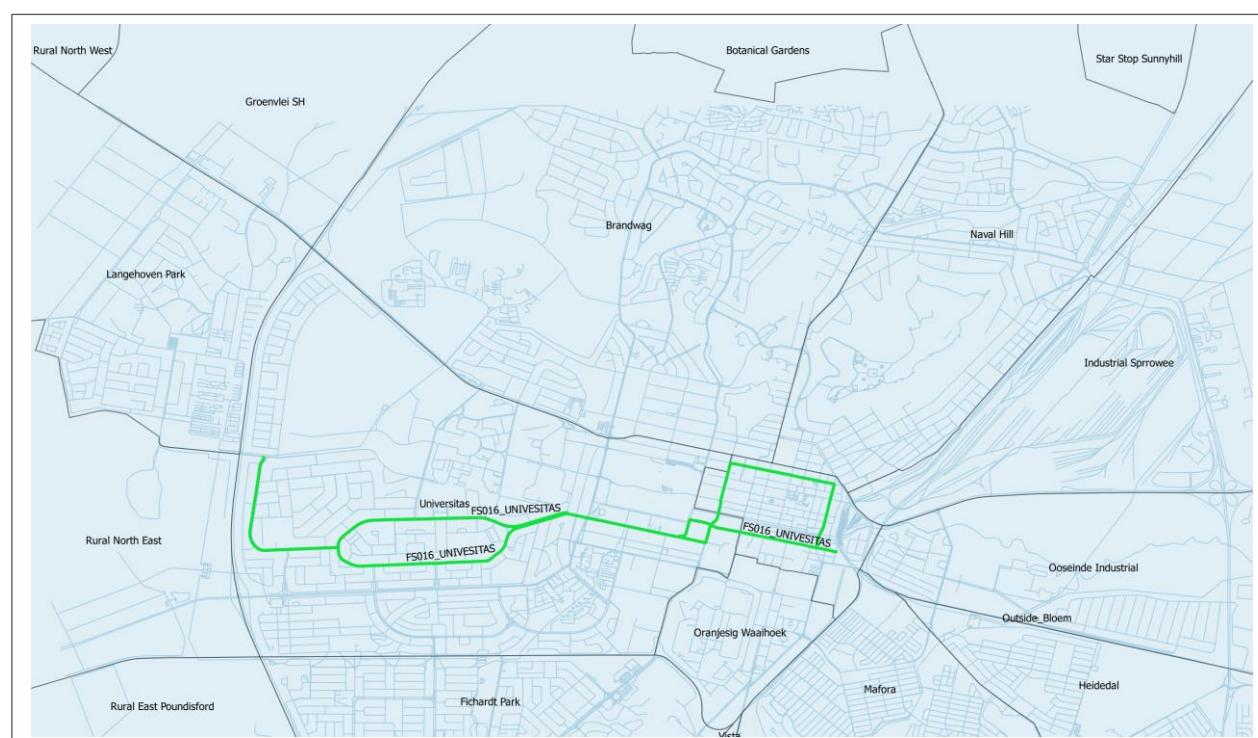 Rural North West
Botanical Gardens
Star Stop Sunnyhill
Groenvlei SH
Brandwag
Naval Hill
Langehoven Park
Industrial Sprrowee
Universitas
FS016_UNIVESITAS
FS016_UNIVESITAS
FS016_UNIVESITAS
Rural North East
Ooseinde Industrial
Outside_Bloem
Oranjesig Waaihoek
Mafora
Heidedal
Fichardt Park
Rural East Poundisford
Vista